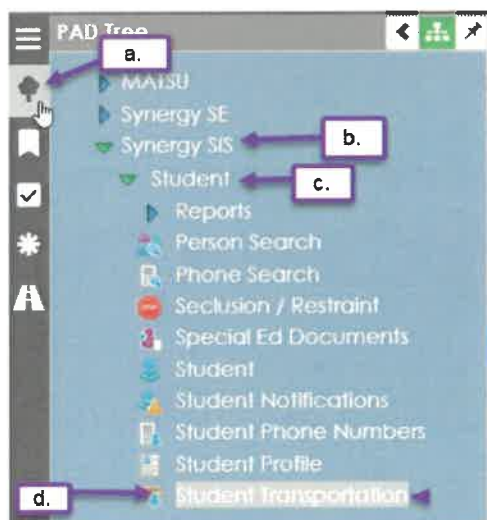 PAD Tree
a.
MATSU
Synergy SE
Synergy SIS
b.
Student
c.
Reports
Person Search
Phone Search
Seclusion / Restraint
Special Ed Documents
Student
Student Notifications
Student Phone Numbers
Student Profile
d.
Student Transportation